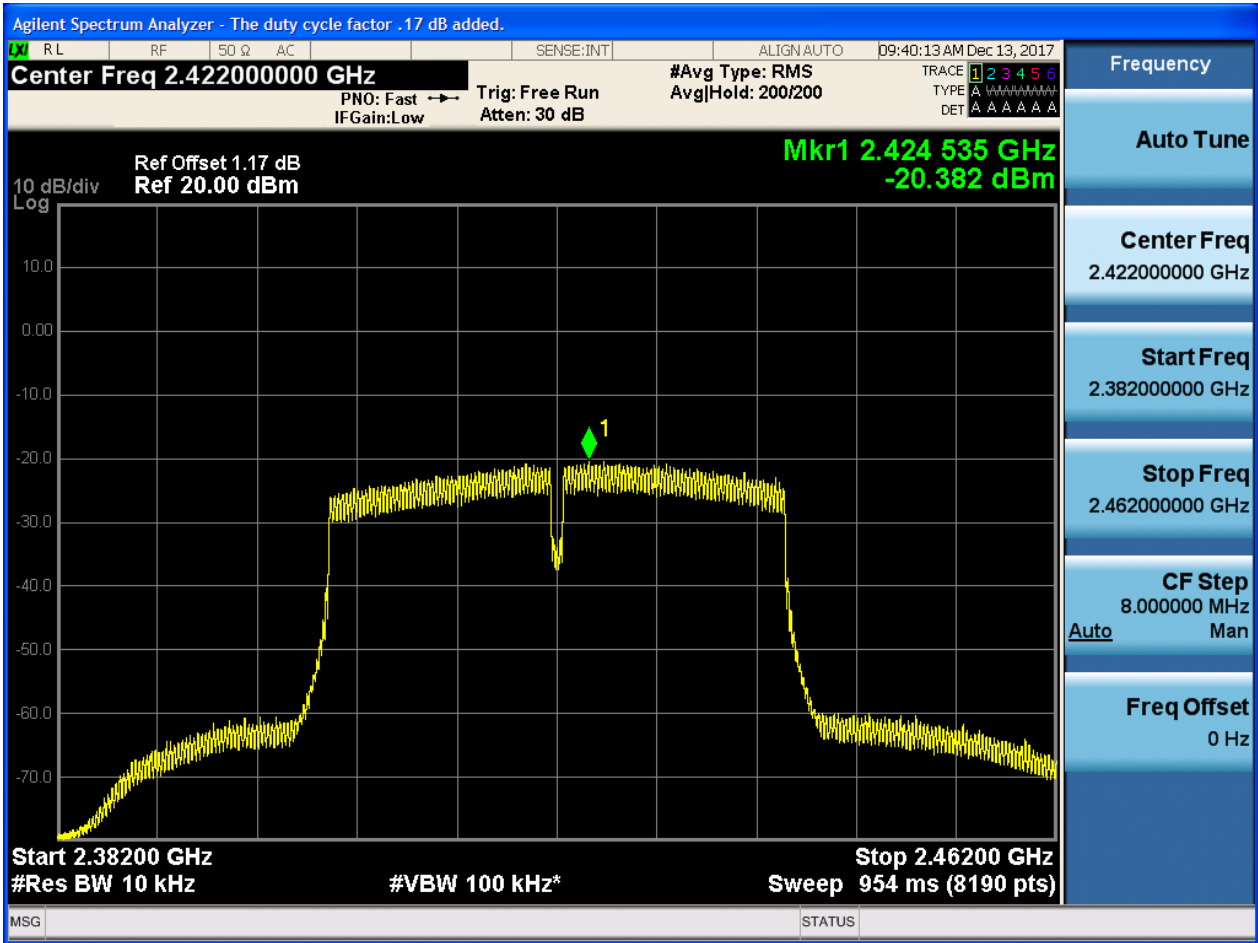 Agilent Spectrum Analyzer - The duty cycle factor .17 dB added.
LXI RL RF 50 Ω AC SENSE:INT ALIGN AUTO 09:40:13 AM Dec 13, 2017
Center Freq 2.422000000 GHz
PNO: Fast
IFGain:Low
Trig: Free Run
Atten: 30 dB
#Avg Type: RMS
Avg|Hold: 200/200
TRACE 1 2 3 4 5 6
TYPE A
DET A A A A A A
Mkr1 2.424 535 GHz
-20.382 dBm
Ref Offset 1.17 dB
10 dB/div Ref 20.00 dBm
Log
10.0
0.00
-10.0
1
-20.0
-30.0
-40.0
-50.0
-60.0
-70.0
Start 2.38200 GHz Stop 2.46200 GHz
#Res BW 10 kHz #VBW 100 kHz* Sweep 954 ms (8190 pts)
MSG STATUS
Frequency
Auto Tune
Center Freq
2.422000000 GHz
Start Freq
2.382000000 GHz
Stop Freq
2.462000000 GHz
CF Step
8.000000 MHz
Auto Man
Freq Offset
0 Hz